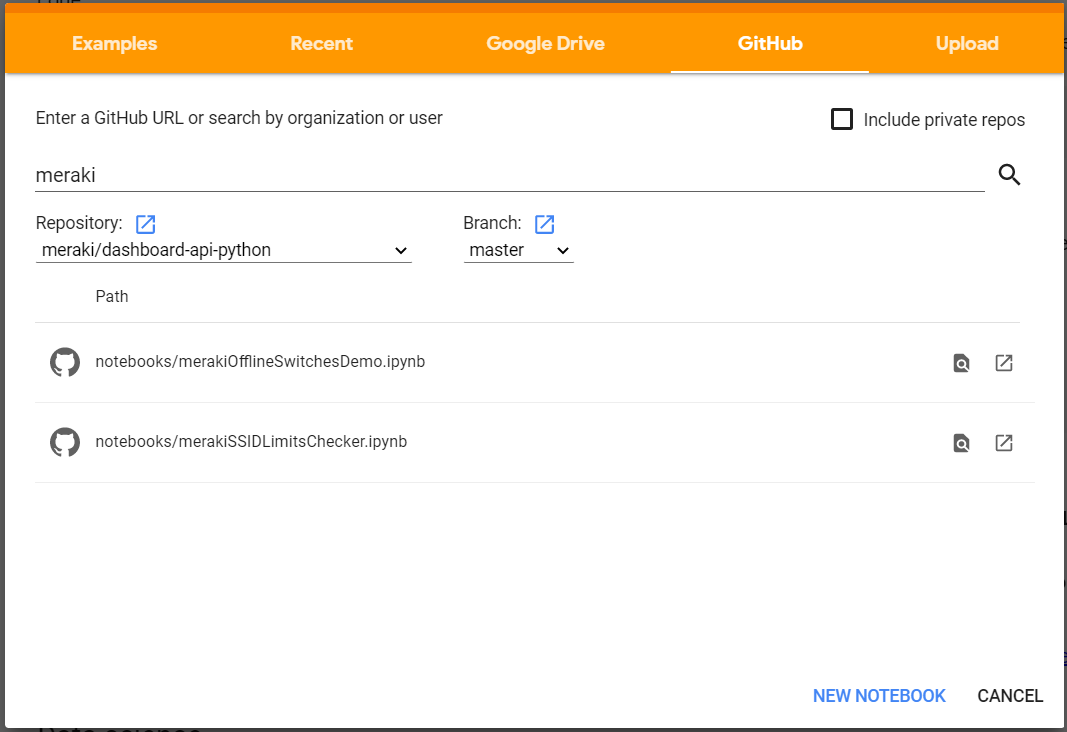 Examples Recent Google Drive GitHub Upload
Enter a GitHub URL or search by organization or user
Include private repos
meraki
Repository: Branch:
meraki/dashboard-api-python master
Path
notebooks/merakiOfflineSwitchesDemo.ipynb
notebooks/merakiSSIDLimitsChecker.ipynb
NEW NOTEBOOK CANCEL